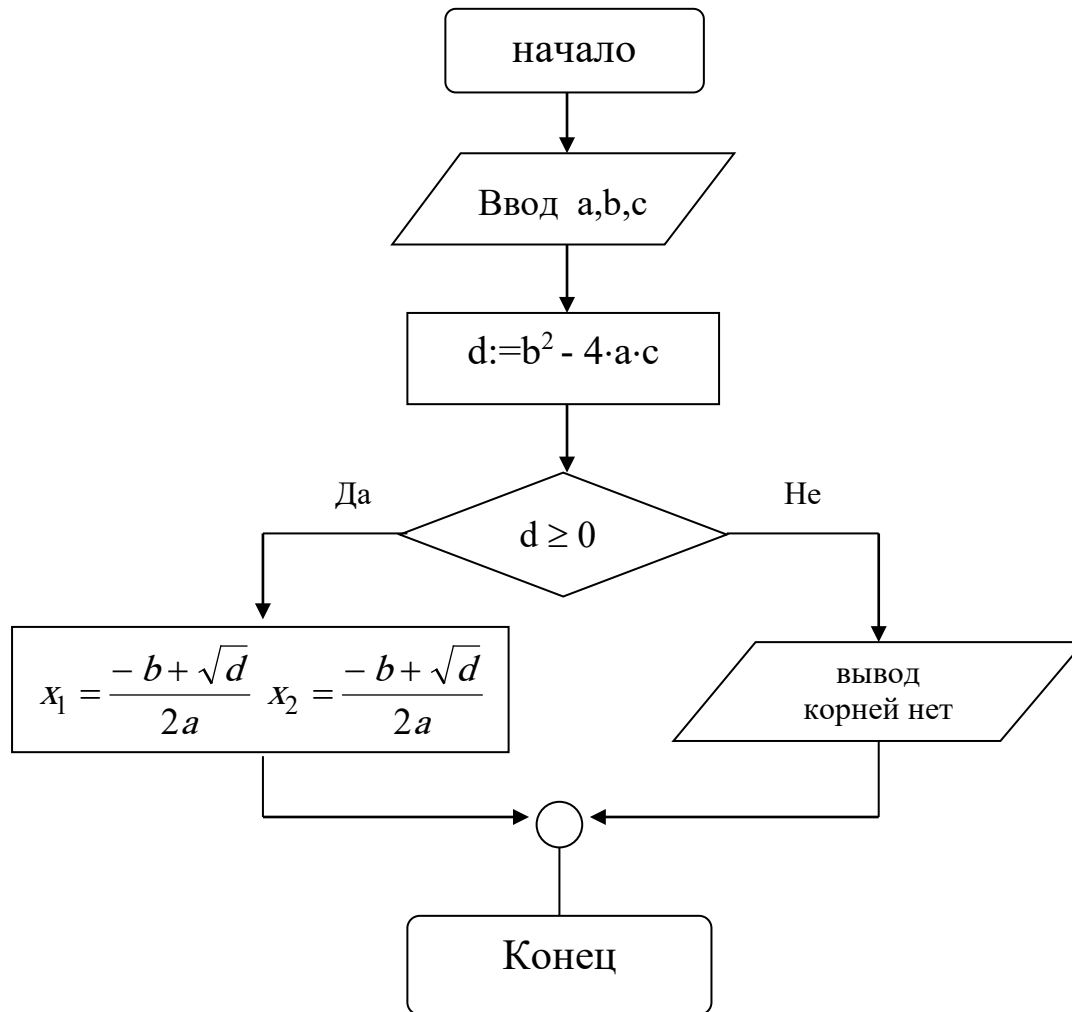 начало
Ввод a,b,c
d:=b² - 4·a·c
Да
Не
d ≥ 0
x₁ = (- b + √d) / 2a x₂ = (- b + √d) / 2a
вывод
корней нет
Конец